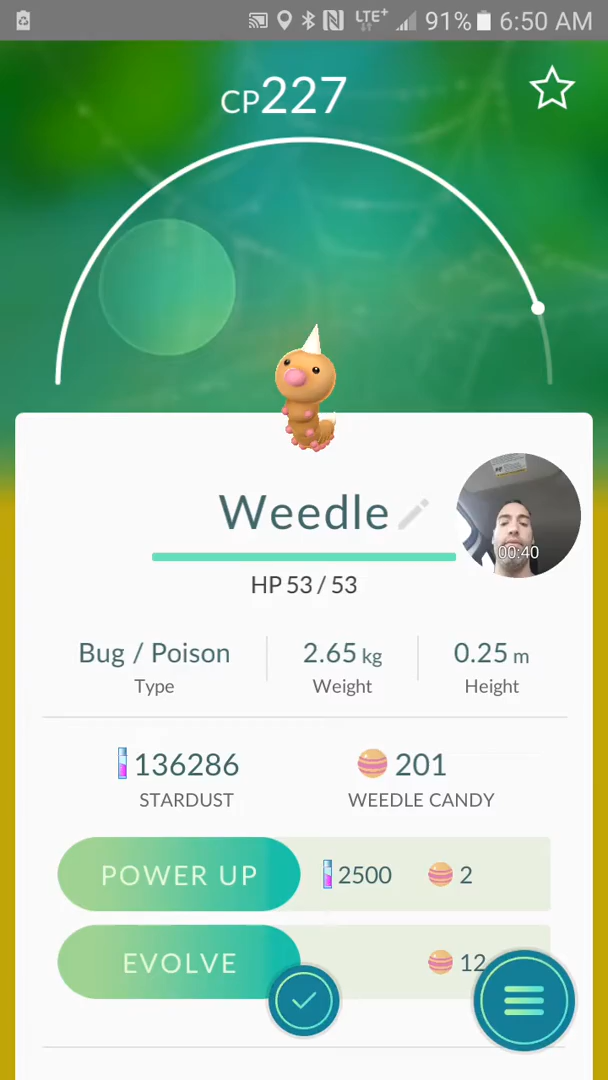 LTE+ 91% 6:50 AM
CP227
Weedle
00:40
HP 53 / 53
Bug / Poison 2.65 kg 0.25 m
Type Weight Height
136286 201
STARDUST WEEDLE CANDY
POWER UP 2500 2
EVOLVE 12